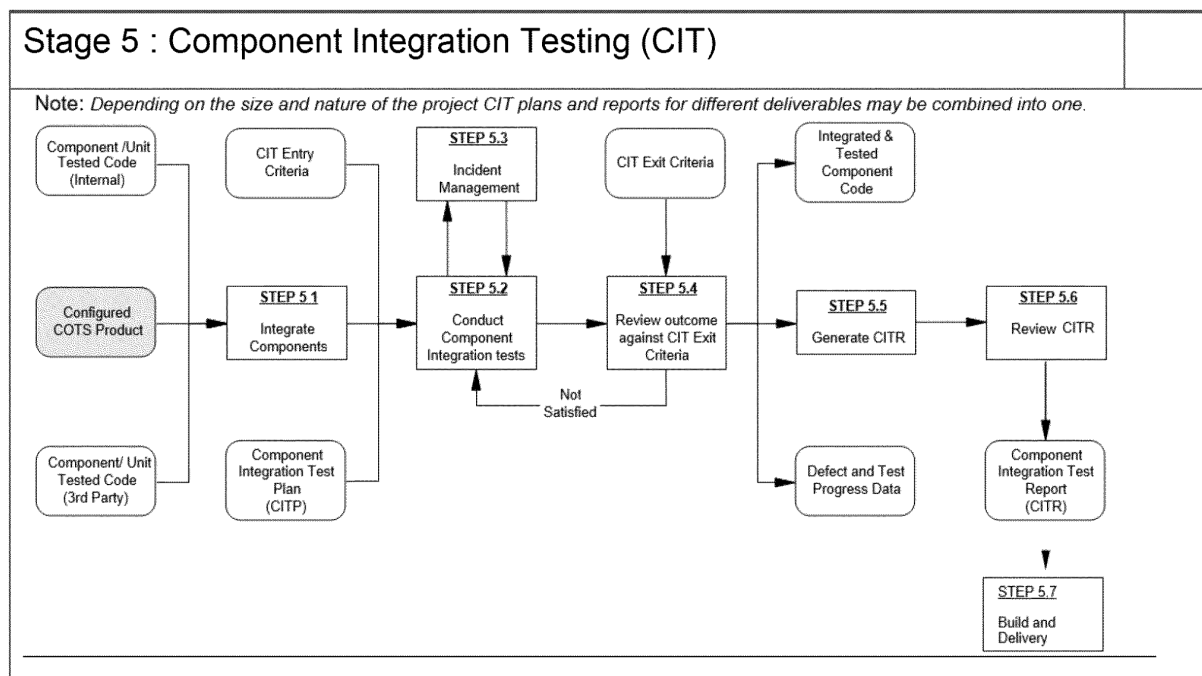 Stage 5 : Component Integration Testing (CIT)
Note: Depending on the size and nature of the project CIT plans and reports for different deliverables may be combined into one.
Component /Unit
Tested Code
(Internal)
CIT Entry
Criteria
STEP 5.3
Incident
Management
CIT Exit Criteria
Integrated &
Tested
Component
Code
Configured
COTS Product
STEP 5.1
Integrate
Components
STEP 5.2
Conduct
Component
Integration tests
STEP 5.4
Review outcome
against CIT Exit
Criteria
STEP 5.5
Generate CITR
STEP 5.6
Review CITR
Not
Satisfied
Component/ Unit
Tested Code
(3rd Party)
Component
Integration Test
Plan
(CITP)
Defect and Test
Progress Data
Component
Integration Test
Report
(CITR)
STEP 5.7
Build and
Delivery